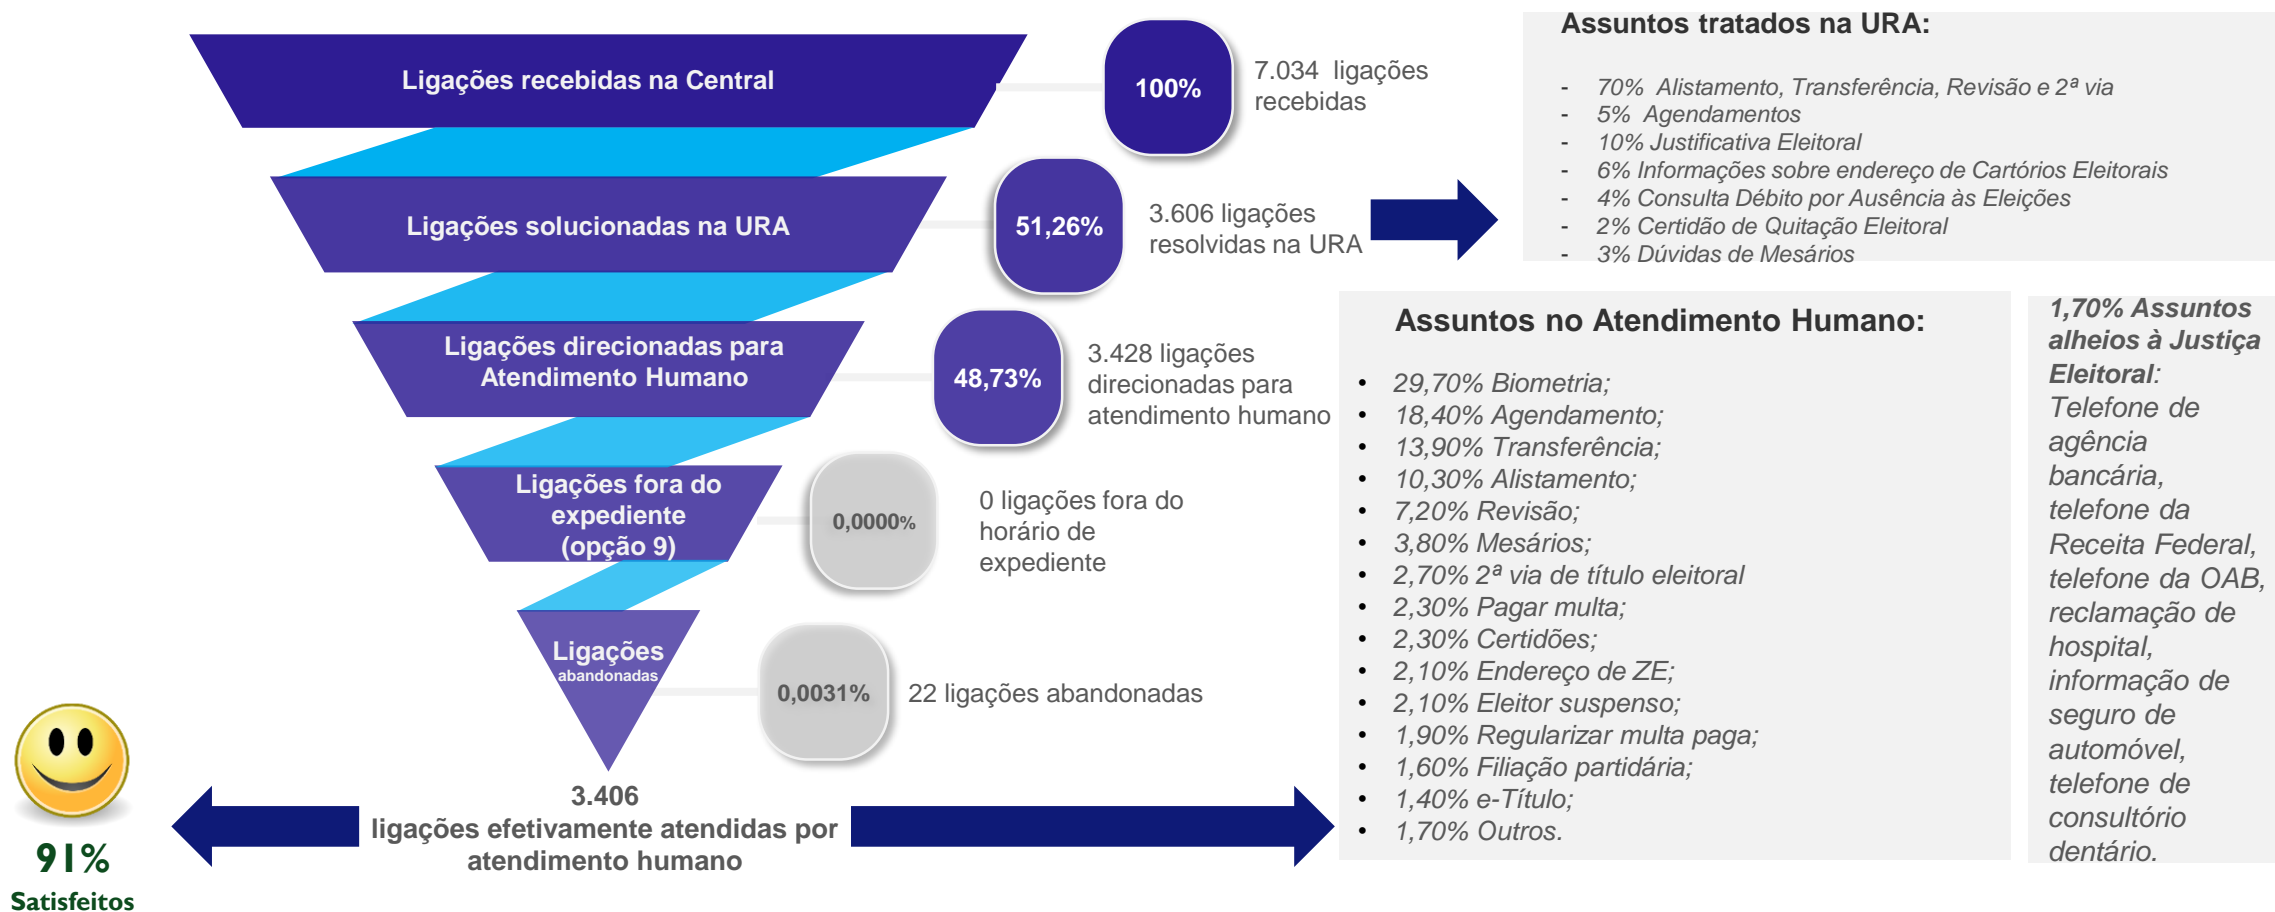 Ligações recebidas na Central
100%
7.034 ligações
recebidas
Ligações solucionadas na URA
51,26%
3.606 ligações
resolvidas na URA
Ligações direcionadas para
Atendimento Humano
48,73%
3.428 ligações
direcionadas para
atendimento humano
Ligações fora do
expediente
(opção 9)
0,0000%
0 ligações fora do
horário de
expediente
Ligações
abandonadas
0,0031%
22 ligações abandonadas
3.406
ligações efetivamente atendidas por
atendimento humano
91%
Satisfeitos
Assuntos tratados na URA:
- 70% Alistamento, Transferência, Revisão e 2ª via
- 5% Agendamentos
- 10% Justificativa Eleitoral
- 6% Informações sobre endereço de Cartórios Eleitorais
- 4% Consulta Débito por Ausência às Eleições
- 2% Certidão de Quitação Eleitoral
- 3% Dúvidas de Mesários
Assuntos no Atendimento Humano:
• 29,70% Biometria;
• 18,40% Agendamento;
• 13,90% Transferência;
• 10,30% Alistamento;
• 7,20% Revisão;
• 3,80% Mesários;
• 2,70% 2ª via de título eleitoral
• 2,30% Pagar multa;
• 2,30% Certidões;
• 2,10% Endereço de ZE;
• 2,10% Eleitor suspenso;
• 1,90% Regularizar multa paga;
• 1,60% Filiação partidária;
• 1,40% e-Título;
• 1,70% Outros.
1,70% Assuntos
alheios à Justiça
Eleitoral:
Telefone de
agência
bancária,
telefone da
Receita Federal,
telefone da OAB,
reclamação de
hospital,
informação de
seguro de
automóvel,
telefone de
consultório
dentário.